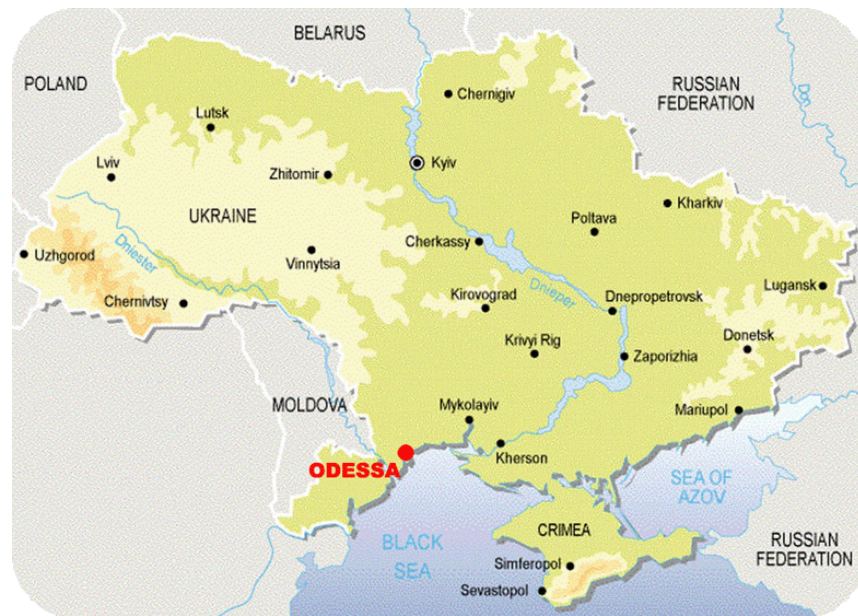 BELARUS
POLAND
RUSSIAN
FEDERATION
Don
Chernigiv
Lutsk
Lviv
Zhitomir
Kyiv
UKRAINE
Kharkiv
Poltava
Cherkassy
Uzhgorod
Dniester
Vinnytsia
Dnieper
Lugansk
Chernivtsy
Kirovograd
Dnepropetrovsk
Donetsk
Krivyi Rig
Zaporizhia
MOLDOVA
Mykolayiv
Mariupol
Kherson
ODESSA
SEA OF
AZOV
CRIMEA
BLACK
SEA
RUSSIAN
FEDERATION
Simferopol
Sevastopol